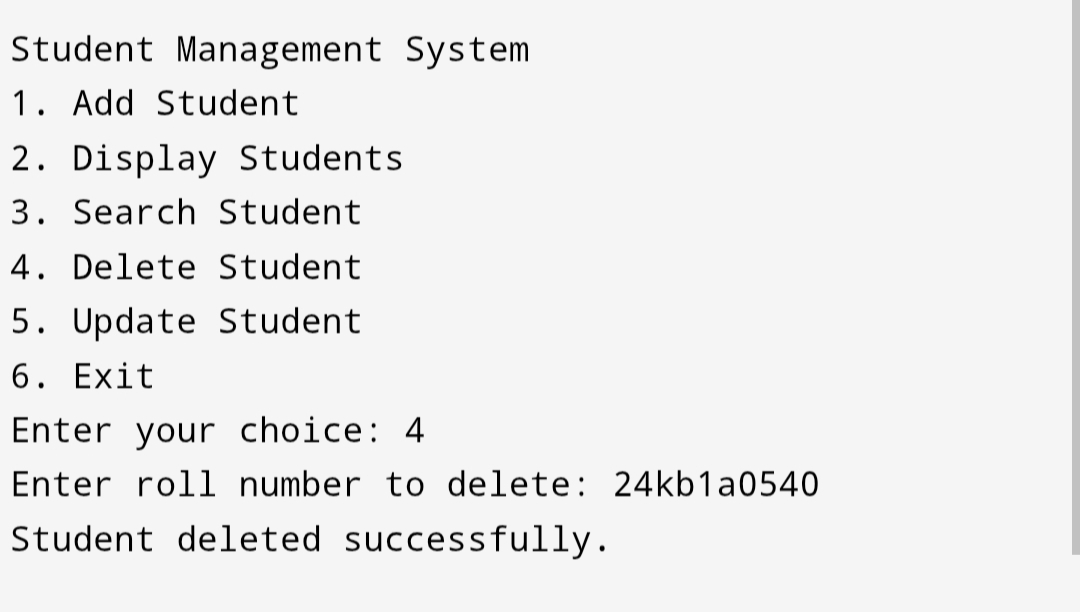 Student Management System
1. Add Student
2. Display Students
3. Search Student
4. Delete Student
5. Update Student
6. Exit
Enter your choice: 4
Enter roll number to delete: 24kb1a0540
Student deleted successfully.